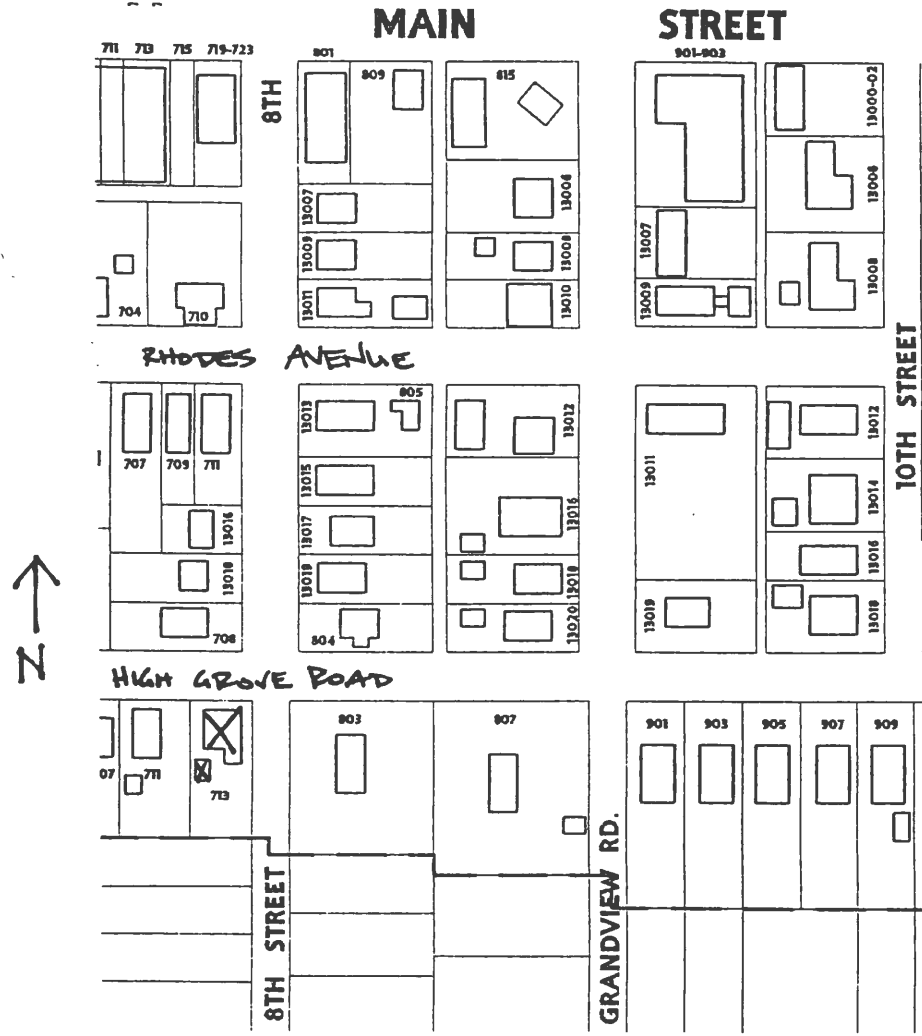 MAIN STREET
711 713 715 719-723 801 901-903
809 815
8TH
13000-02
13007 13006 13006
13009 13008 13007 13008
13011 13010 13009
704 710
RHODES AVENUE
10TH STREET
805
13013 13012 13012
707 709 711
13015 13011 13014
13016 13017 13016 13016
13018 13019 13018
708 804 13020 13019 13018
N
HIGH GROVE ROAD
803 807 901 903 905 907 909
07 711 713
8TH STREET
GRANDVIEW RD.